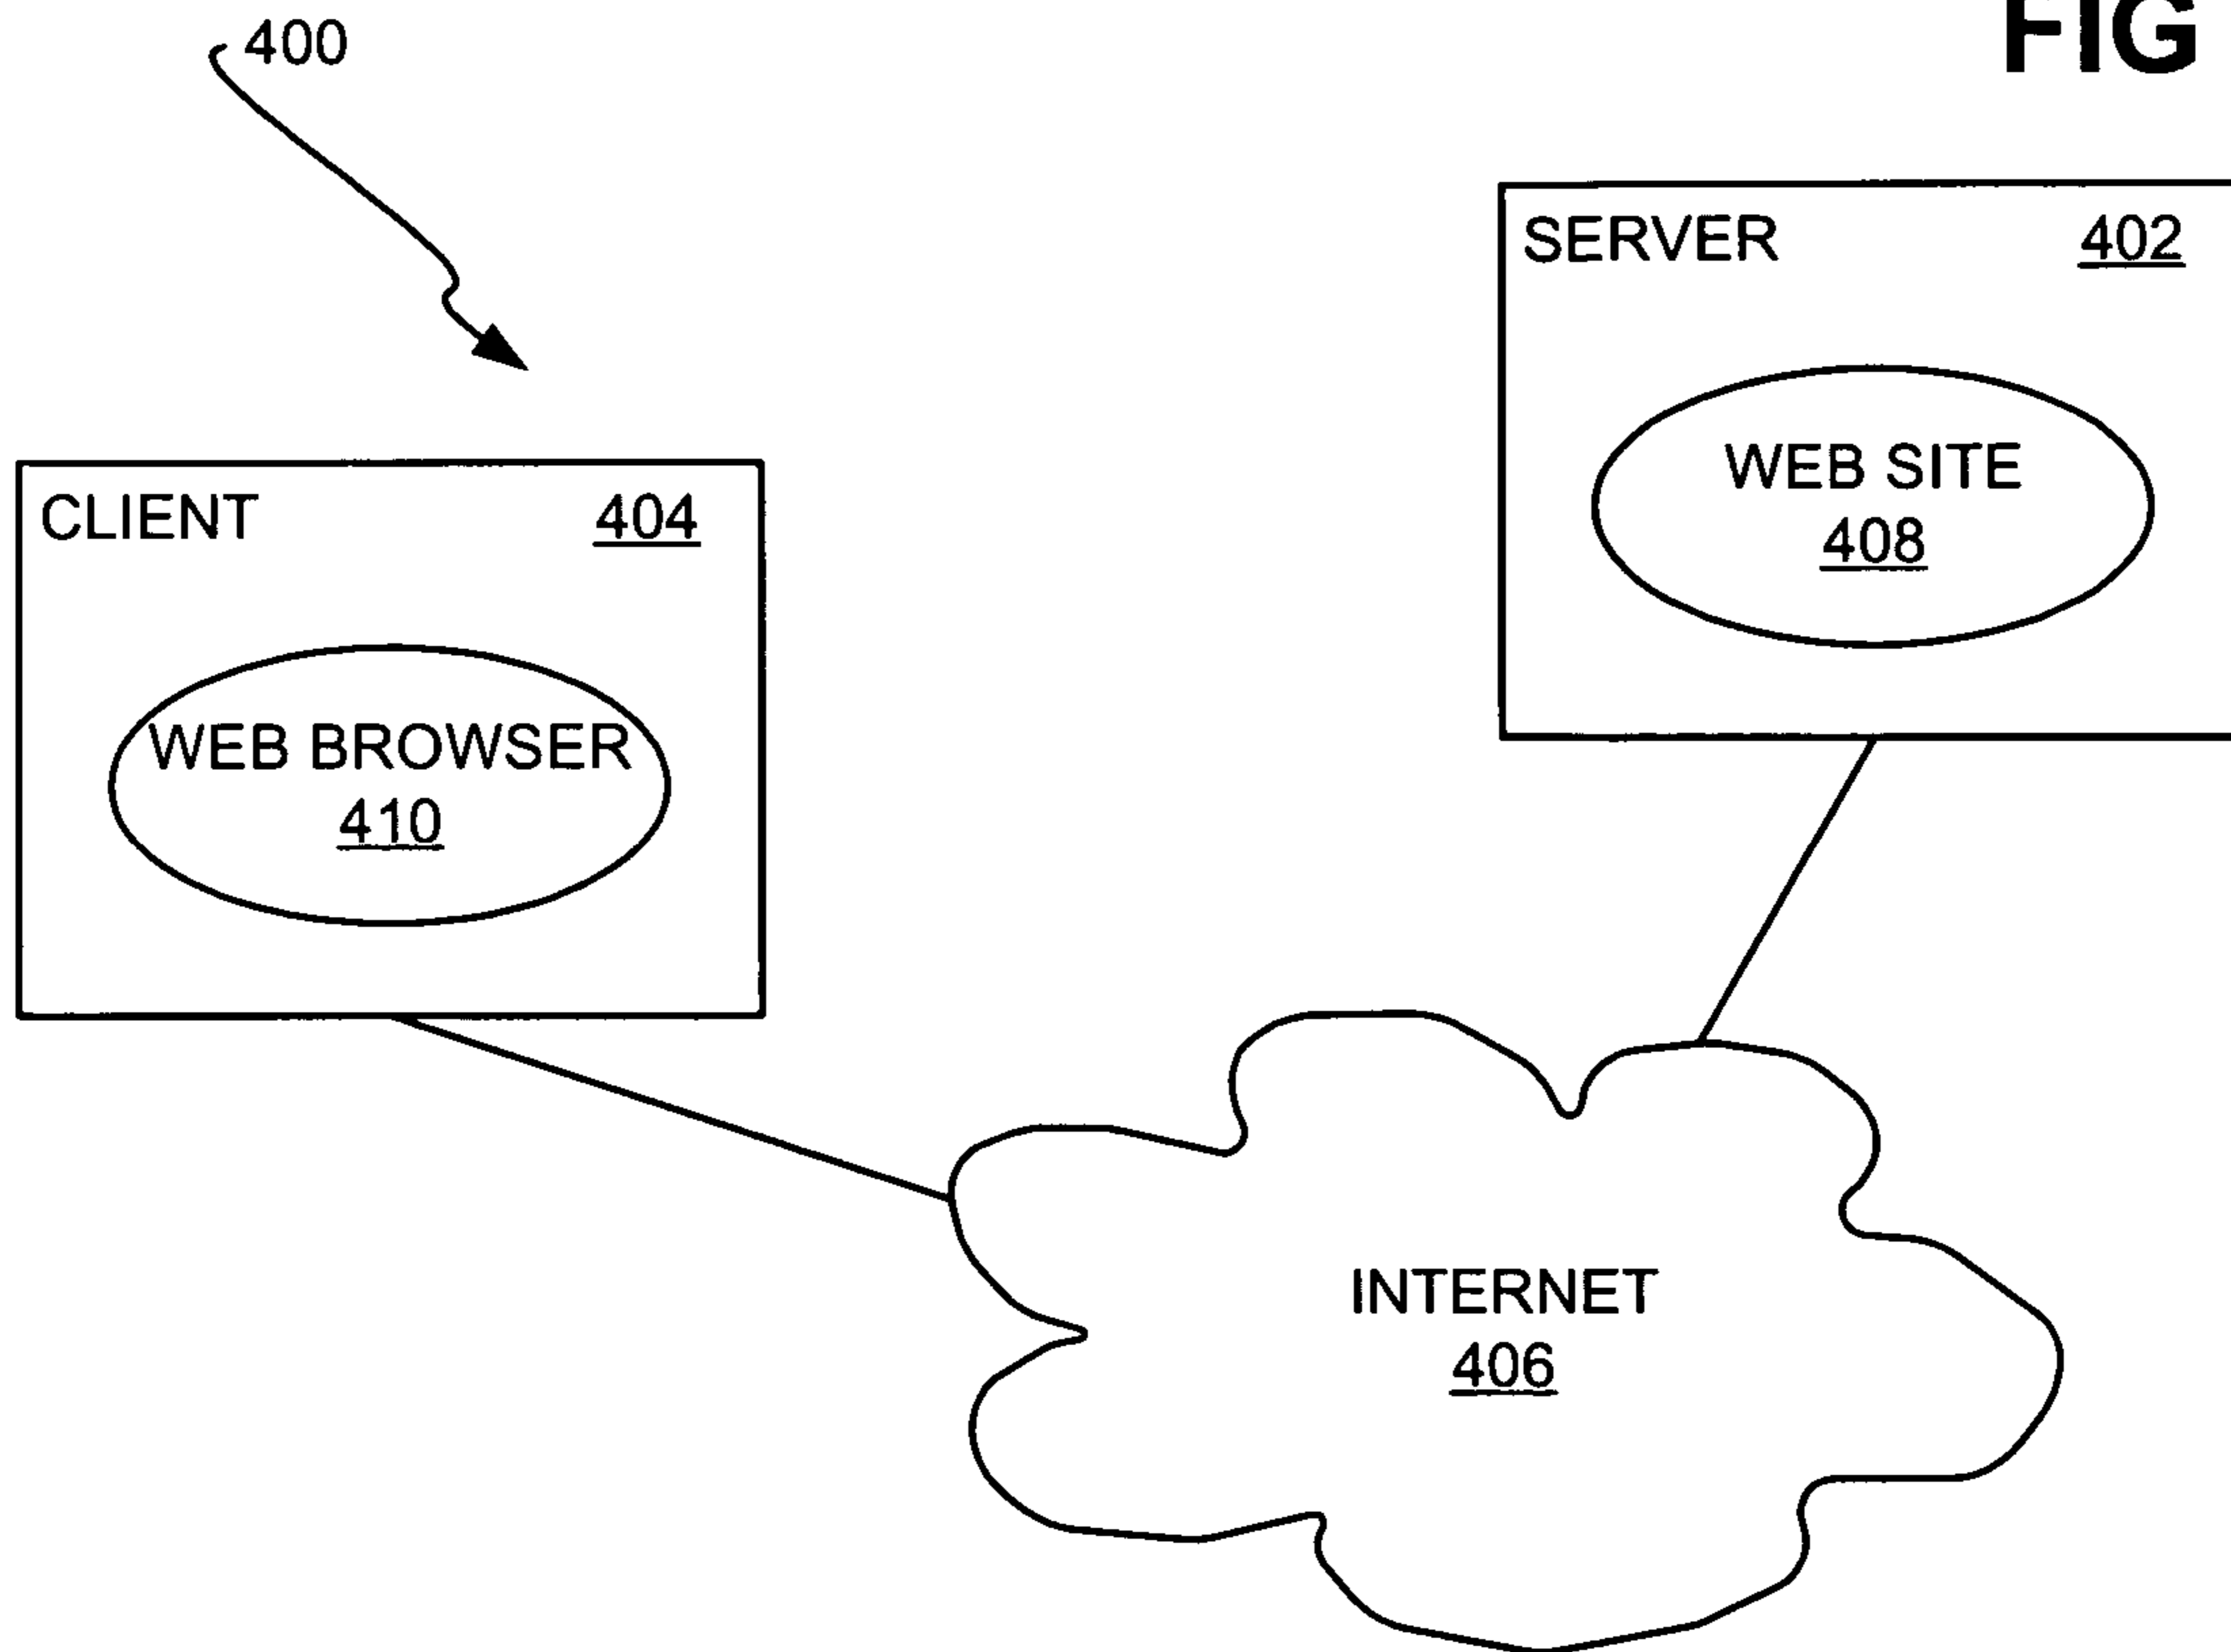 400
FIG
SERVER 402
WEB SITE
408
CLIENT 404
WEB BROWSER
410
INTERNET
406